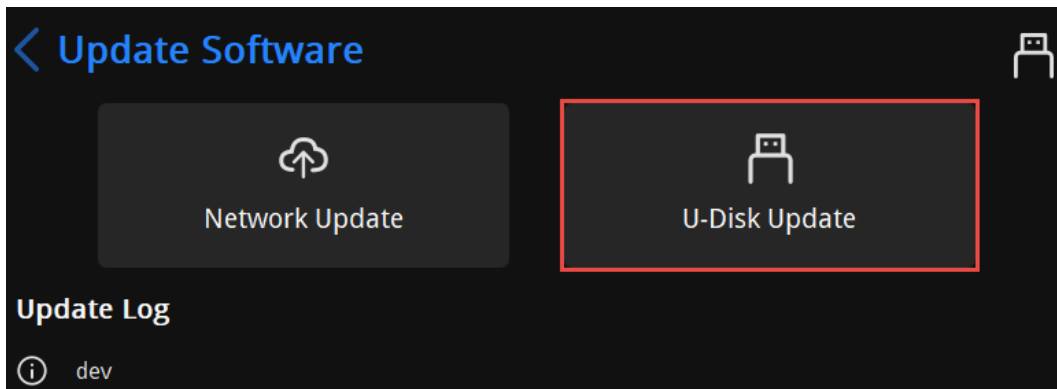 Update Software
Network Update
U-Disk Update
Update Log
dev